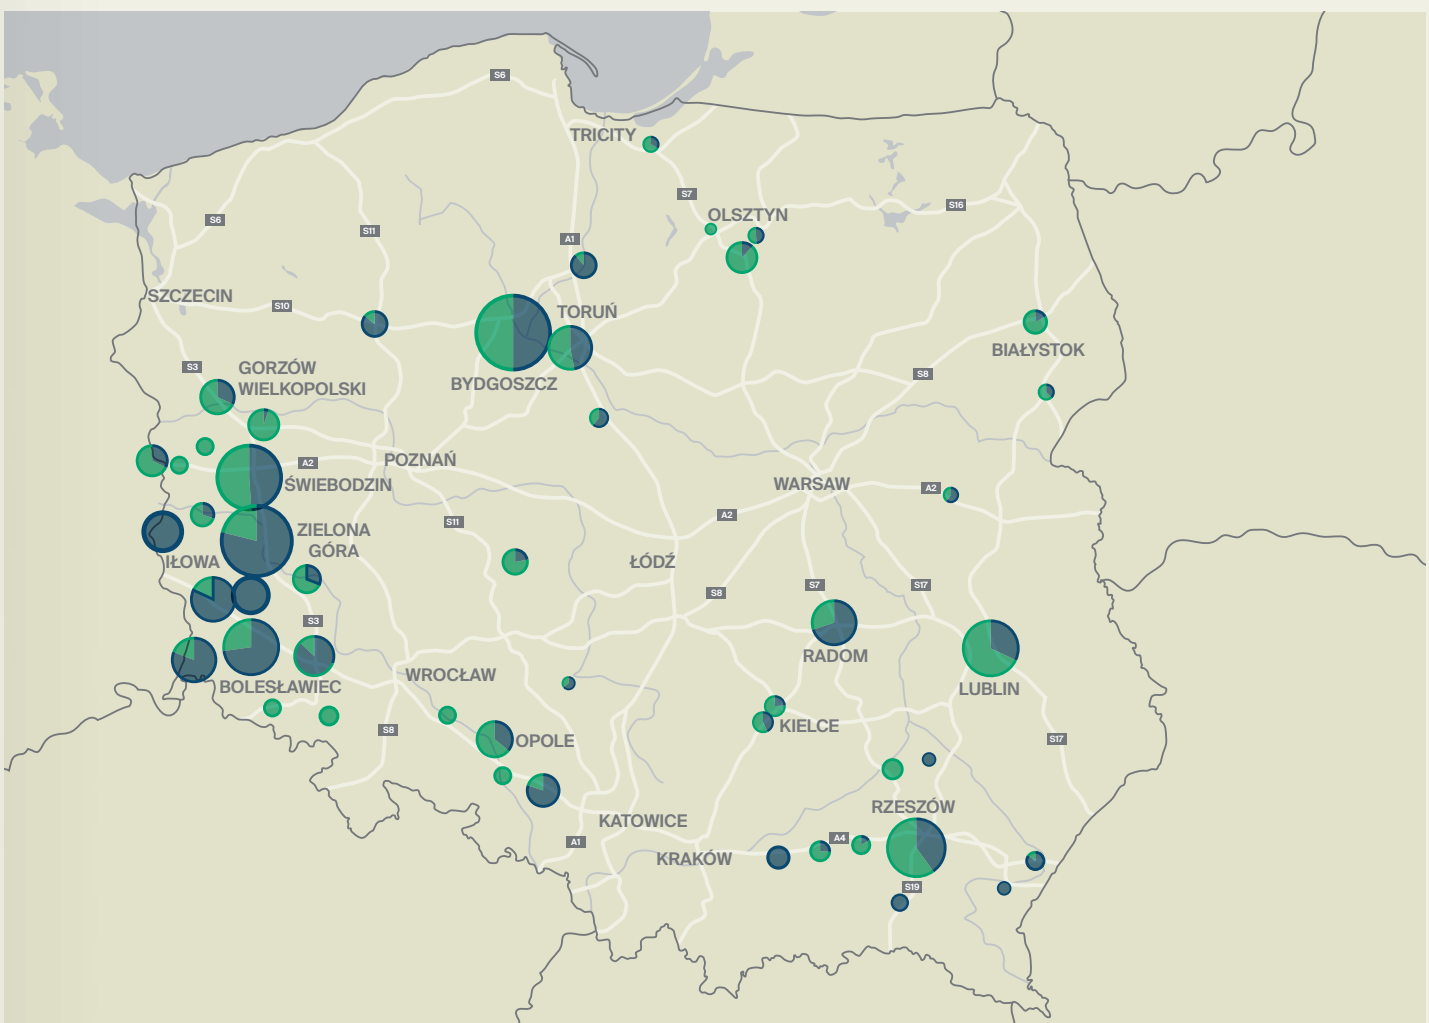 S6
TRICITY
S7
S16
OLSZTYN
S6
S11
A1
SZCZECIN
S10
TORUŃ
BIAŁYSTOK
S3
GORZÓW
WIELKOPOLSKI
BYDGOSZCZ
S8
A2
POZNAŃ
ŚWIEBODZIN
WARSAW
A2
S11
A2
ZIELONA
GÓRA
IŁOWA
ŁÓDŹ
S8
S7
S17
S3
RADOM
WROCŁAW
BOLESŁAWIEC
LUBLIN
S8
OPOLE
KIELCE
S17
KATOWICE
RZESZÓW
A1
A4
KRAKÓW
S19